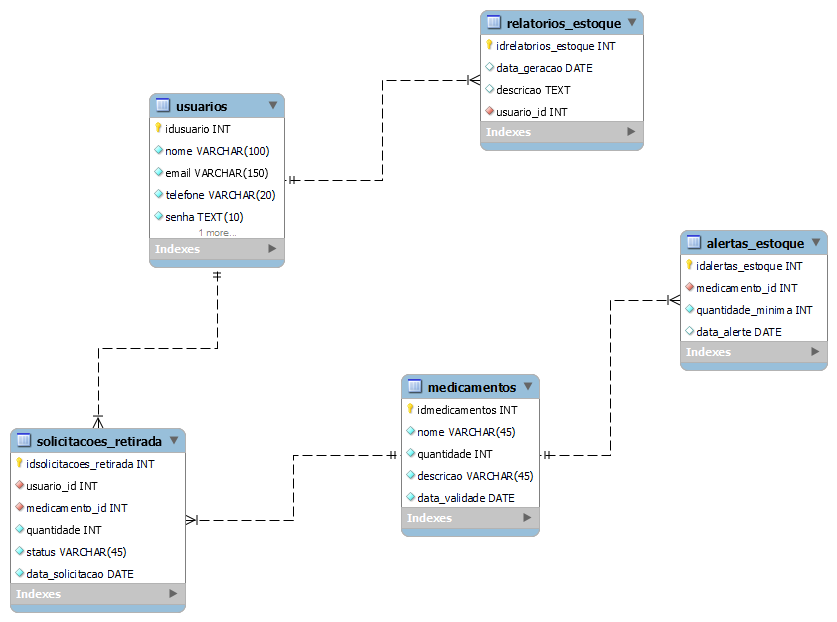 relatorios_estoque
idrelatorios_estoque INT
data_geracao DATE
descricao TEXT
usuario_id INT
Indexes
usuarios
idusuario INT
nome VARCHAR(100)
email VARCHAR(150)
telefone VARCHAR(20)
senha TEXT(10)
1 more...
Indexes
alertas_estoque
idalertas_estoque INT
medicamento_id INT
quantidade_minima INT
data_alerte DATE
Indexes
medicamentos
idmedicamentos INT
nome VARCHAR(45)
quantidade INT
descricao VARCHAR(45)
data_validade DATE
Indexes
solicitacoes_retirada
idsolicitacoes_retirada INT
usuario_id INT
medicamento_id INT
quantidade INT
status VARCHAR(45)
data_solicitacao DATE
Indexes